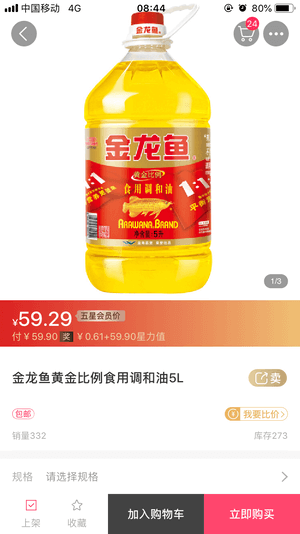 中国移动 4G 08:44 80%
24
金龙鱼
金龙鱼
黄金比例
食用调和油
1:1:1
ARAWANA BRAND
5升
1/3
¥59.29 五星会员价
付¥59.90 奖 ¥0.61+59.90星力值
金龙鱼黄金比例食用调和油5L
卖
包邮
我要比价>
销量332 库存273
规格 请选择规格
上架 收藏 加入购物车 立即购买